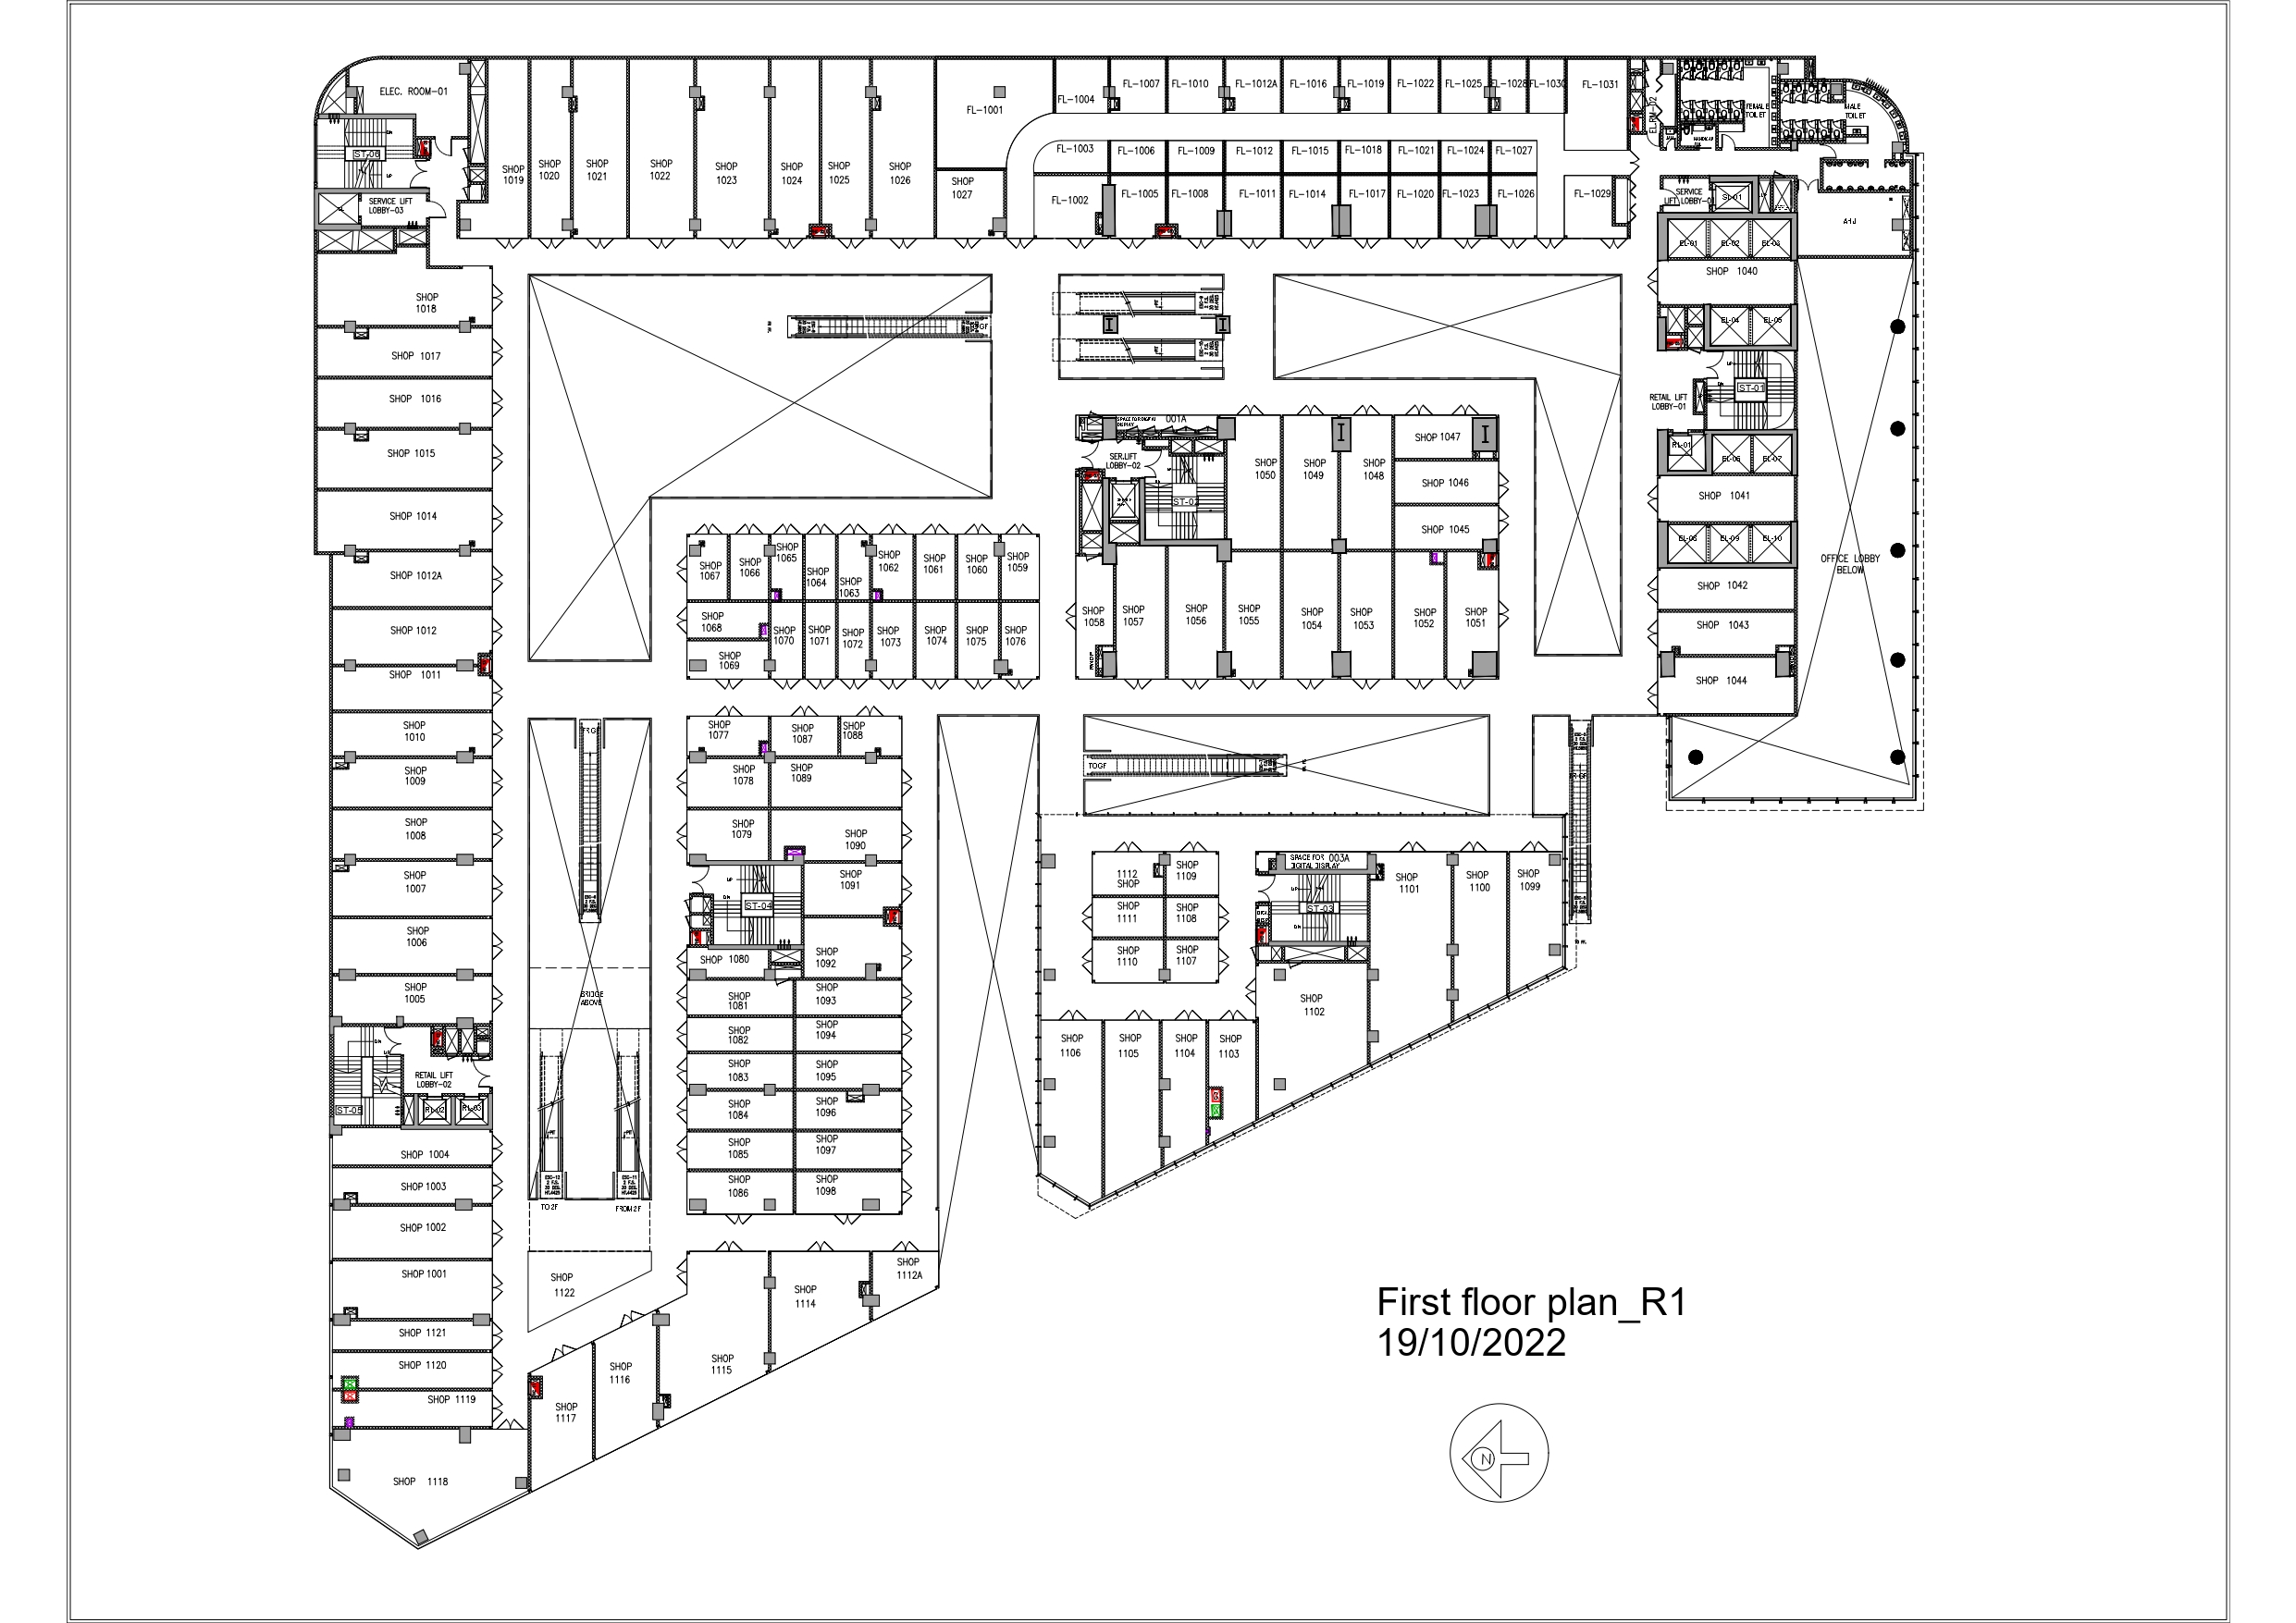 ELEC. ROOM-01
ST-06
SERVICE LIFT
LOBBY-03
SHOP
1019
SHOP
1020
SHOP
1021
SHOP
1022
SHOP
1023
SHOP
1024
SHOP
1025
SHOP
1026
FL-1001
SHOP
1027
FL-1004
FL-1007
FL-1010
FL-1012A
FL-1016
FL-1019
FL-1022
FL-1025
FL-1028
FL-1030
FL-1031
FL-1003
FL-1006
FL-1009
FL-1012
FL-1015
FL-1018
FL-1021
FL-1024
FL-1027
FL-1002
FL-1005
FL-1008
FL-1011
FL-1014
FL-1017
FL-1020
FL-1023
FL-1026
FL-1029
FEMALE
TOILET
MALE
TOILET
SERVICE
SL-01
EL-01
EL-02
EL-03
SHOP 1040
EL-04
EL-05
ST-01
RETAIL LIFT
LOBBY-01
RL-01
EL-06
EL-07
SHOP 1041
EL-08
EL-09
EL-10
SHOP 1042
SHOP 1043
SHOP 1044
OFFICE LOBBY
BELOW
SHOP
1018
SHOP 1017
SHOP 1016
SHOP 1015
SHOP 1014
SHOP 1012A
SHOP 1012
SHOP 1011
SHOP
1010
SHOP
1009
SHOP
1008
SHOP
1007
SHOP
1006
SHOP
1005
RETAIL LIFT
LOBBY-02
ST-05
RL-02
RL-03
SHOP 1004
SHOP 1003
SHOP 1002
SHOP 1001
SHOP 1121
SHOP 1120
SHOP 1119
SHOP 1118
001A
SER.LIFT
LOBBY-02
ST-02
SHOP
1050
SHOP
1049
SHOP
1048
SHOP 1047
SHOP 1046
SHOP 1045
SHOP
1058
SHOP
1057
SHOP
1056
SHOP
1055
SHOP
1054
SHOP
1053
SHOP
1052
SHOP
1051
SHOP
1067
SHOP
1066
SHOP
1065
SHOP
1064
SHOP
1063
SHOP
1062
SHOP
1061
SHOP
1060
SHOP
1059
SHOP
1068
SHOP
1069
SHOP
1070
SHOP
1071
SHOP
1072
SHOP
1073
SHOP
1074
SHOP
1075
SHOP
1076
SHOP
1077
SHOP
1087
SHOP
1088
SHOP
1078
SHOP
1089
SHOP
1079
SHOP
1090
SHOP
1091
ST-04
SHOP 1080
SHOP
1092
SHOP
1081
SHOP
1093
SHOP
1082
SHOP
1094
SHOP
1083
SHOP
1095
SHOP
1084
SHOP
1096
SHOP
1085
SHOP
1097
SHOP
1086
SHOP
1098
BRIDGE
ABOVE
TO 2F
FROM 2F
SHOP
1122
SHOP
1112A
SHOP
1114
SHOP
1115
SHOP
1116
SHOP
1117
TOGF
1112
SHOP
SHOP
1109
SHOP
1111
SHOP
1108
SHOP
1110
SHOP
1107
SPACE FOR 003A
DIGITAL DISPLAY
ST-03
SHOP
1101
SHOP
1100
SHOP
1099
SHOP
1102
SHOP
1106
SHOP
1105
SHOP
1104
SHOP
1103
First floor plan_R1
19/10/2022
N